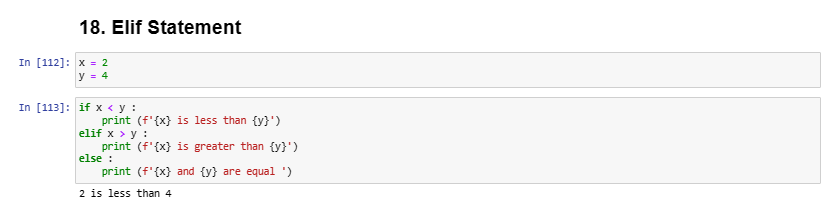 18. Elif Statement
In [112]: x = 2
y = 4
In [113]: if x < y :
    print (f'{x} is less than {y}')
elif x > y :
    print (f'{x} is greater than {y}')
else :
    print (f'{x} and {y} are equal ')
2 is less than 4